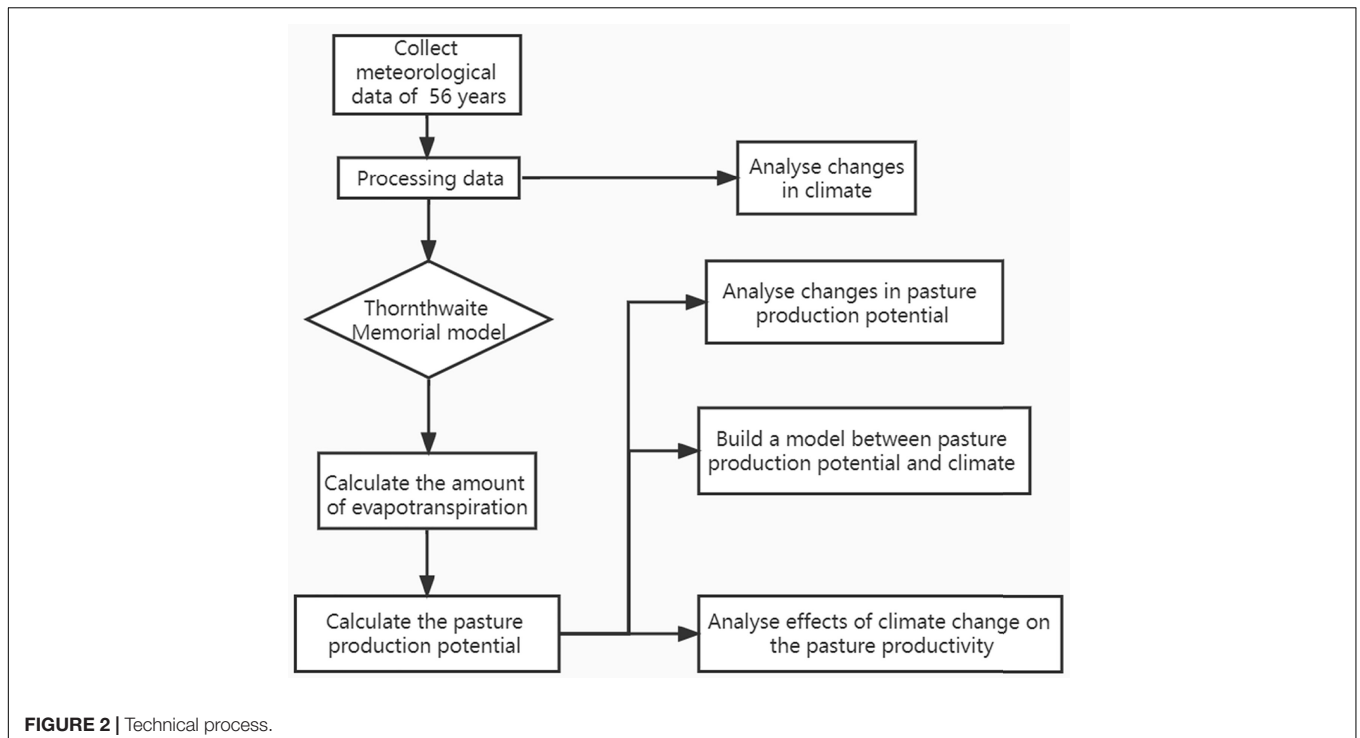 Collect
meteorological
data of 56 years
Processing data
Analyse changes
in climate
Thornthwaite
Memorial model
Analyse changes in pasture
production potential
Build a model between pasture
production potential and climate
Calculate the amount
of evapotranspiration
Calculate the pasture
production potential
Analyse effects of climate change on
the pasture productivity
FIGURE 2 | Technical process.